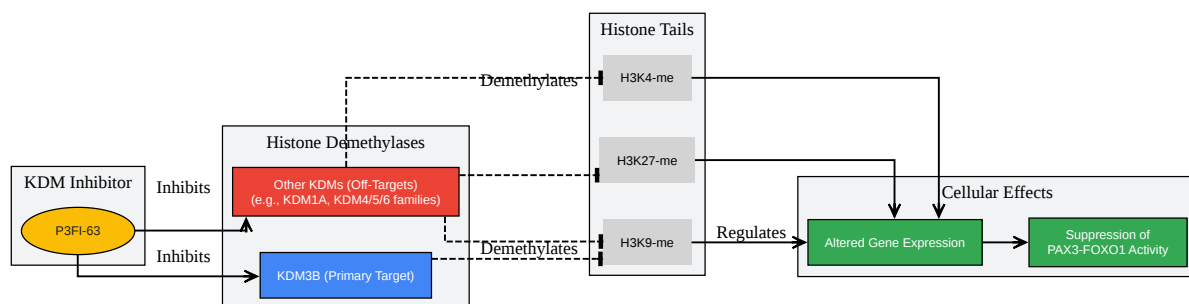 KDM Inhibitor
P3FI-63
Inhibits
Inhibits
Histone Demethylases
Other KDMs (Off-Targets)
(e.g., KDM1A, KDM4/5/6 families)
KDM3B (Primary Target)
Demethylates
Demethylates
Histone Tails
H3K4-me
H3K27-me
H3K9-me
Regulates
Cellular Effects
Altered Gene Expression
Suppression of
PAX3-FOXO1 Activity